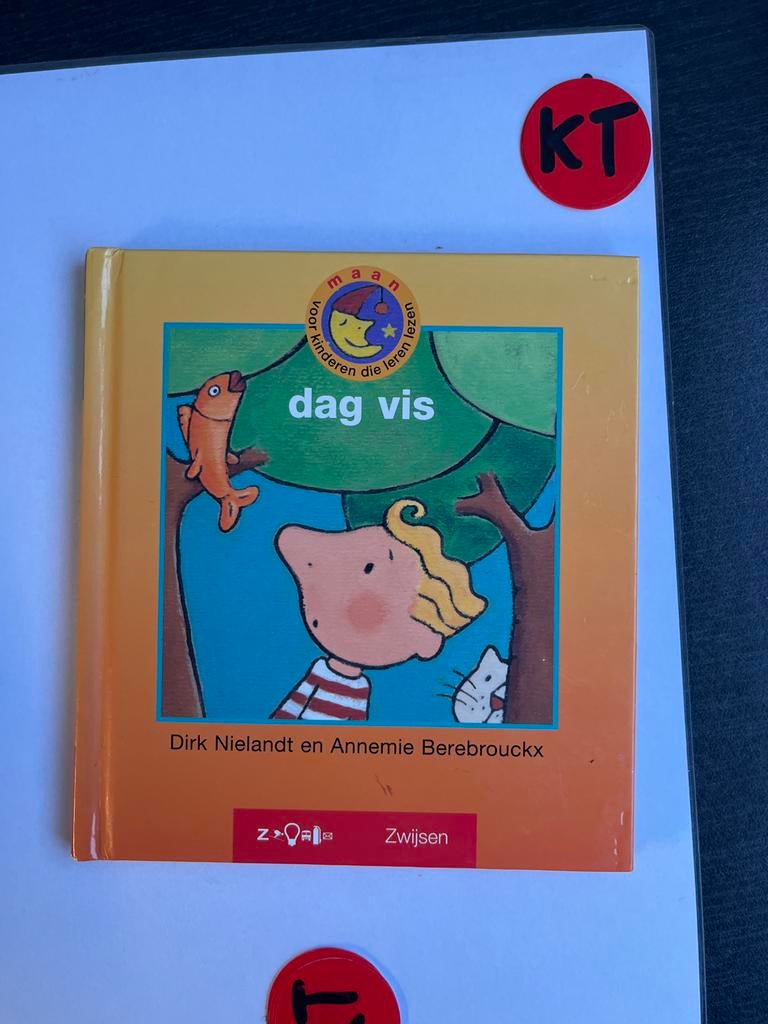 KT
maan
voor kinderen die leren lezen
dag vis
Dirk Nielandt en Annemie Berebrouckx
Z
Zwijsen